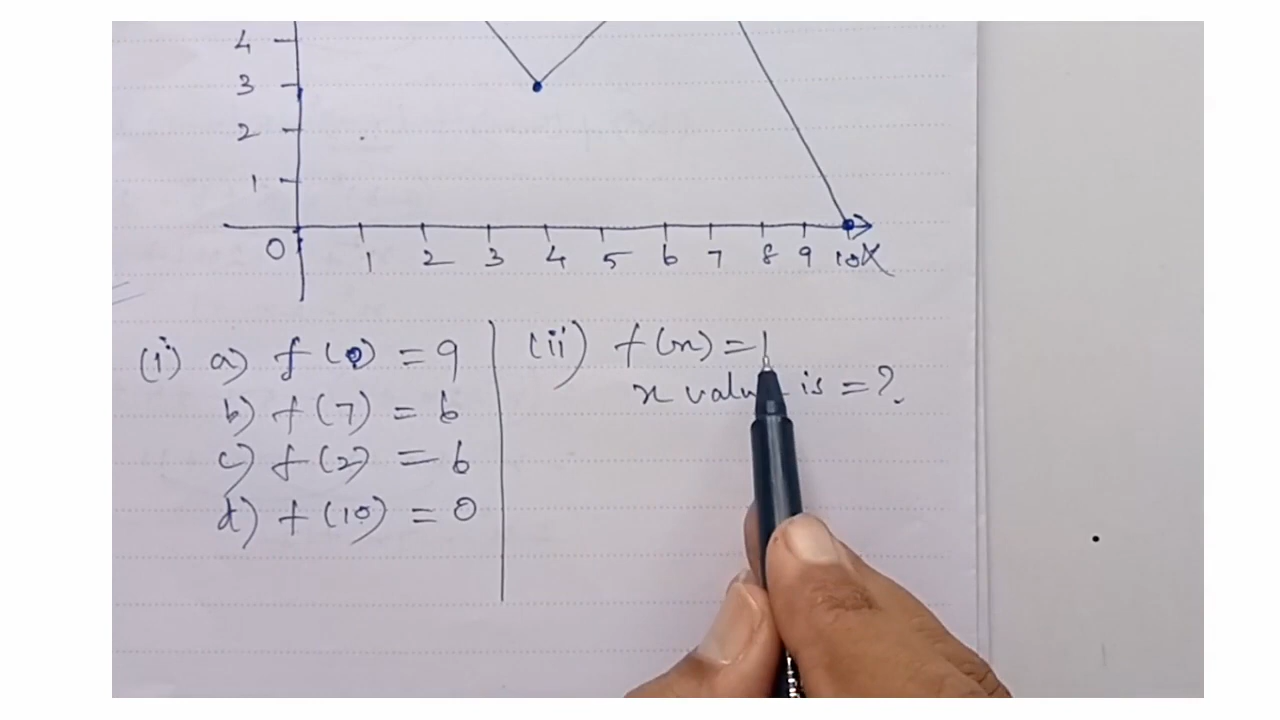 4
3
2
1
0 1 2 3 4 5 6 7 8 9 10 X
(i) a) f(0) = 9
b) f(7) = 6
c) f(2) = 6
d) f(10) = 0
(ii) f(x) = 1
x value is = ?